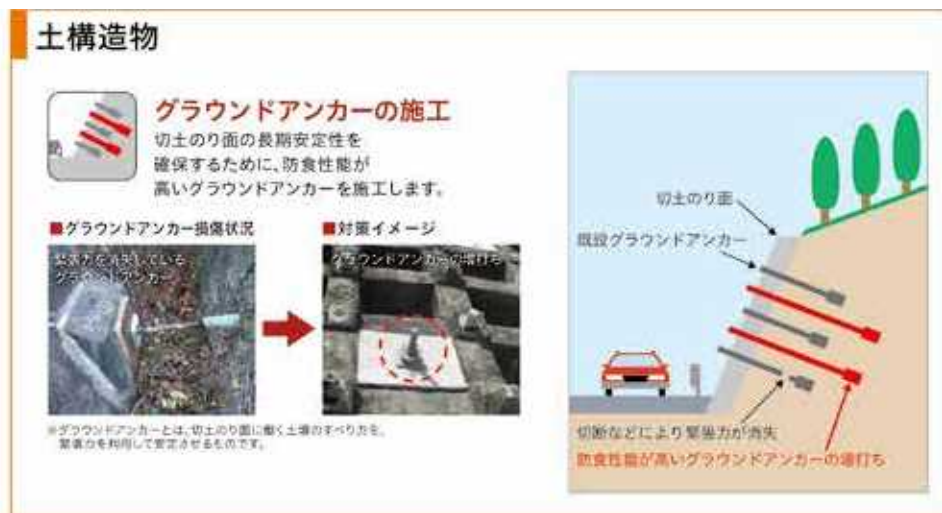 土構造物
グラウンドアンカーの施工
切土のり面の長期安定性を
確保するために、防食性能が
高いグラウンドアンカーを施工します。
■グラウンドアンカー損傷状況
緊張力を消失している
グラウンドアンカー
■対策イメージ
グラウンドアンカーの増打ち
※グラウンドアンカーとは、切土のり面に働く土塊のすべり力を、
緊張力を利用して安定させるものです。
切土のり面
既設グラウンドアンカー
切断などにより緊張力が消失
防食性能が高いグラウンドアンカーの増打ち